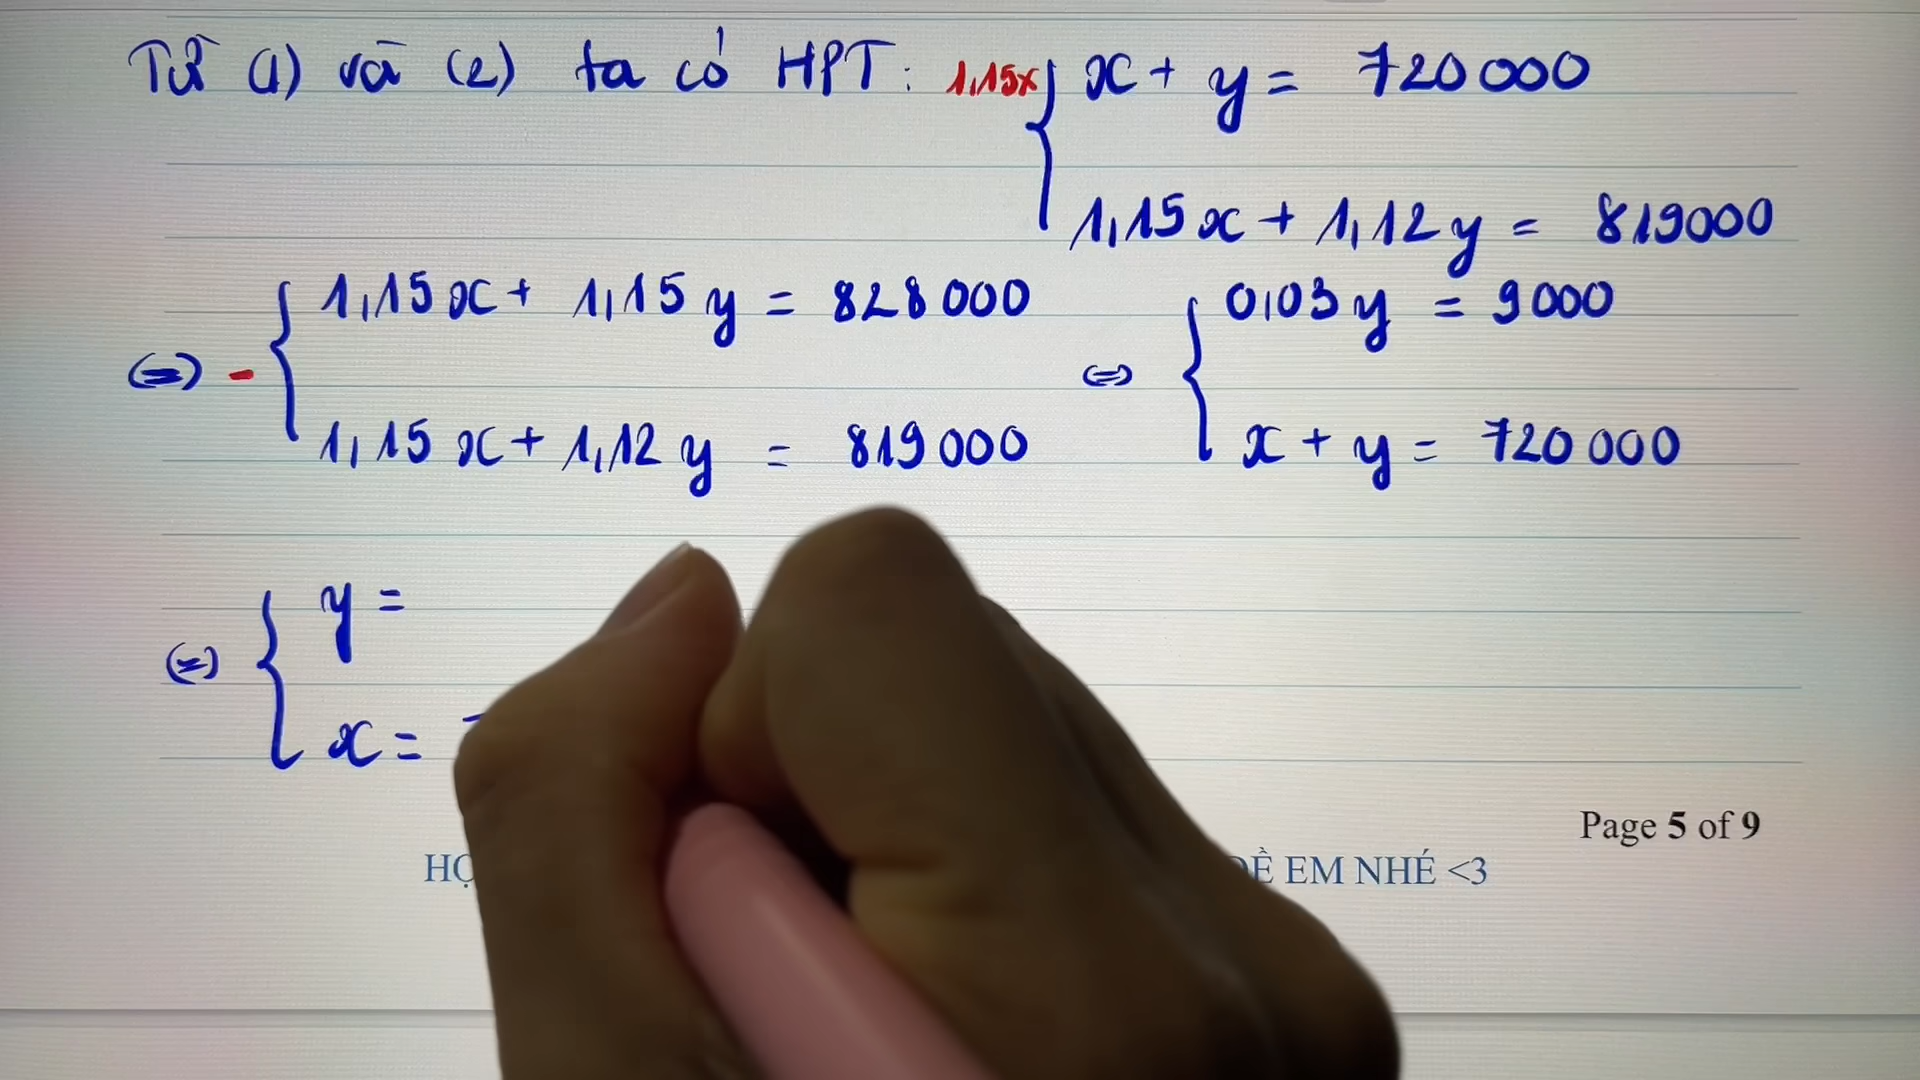 Từ (1) và (2) ta có HPT: 1,15x { x + y = 720000
1,15x + 1,12y = 819000
(=) - { 1,15x + 1,15y = 828000
1,15x + 1,12y = 819000
(=) { 0,03y = 9000
x + y = 720000
(=) { y =
x =
Page 5 of 9
EM NHÉ <3